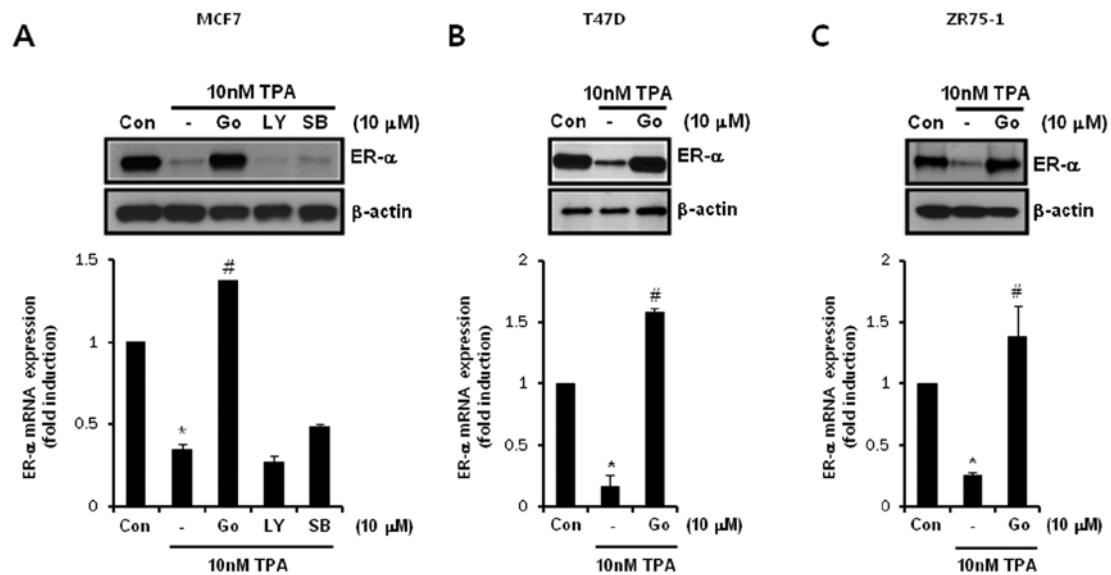 MCF7
A
10nM TPA
Con - Go LY SB (10 µM)
ER-α
β-actin
1.5
1
0.5
0
ER-α mRNA expression
(fold induction)
#
*
Con - Go LY SB (10 µM)
10nM TPA
T47D
B
10nM TPA
Con - Go (10 µM)
ER-α
β-actin
2
1.5
1
0.5
0
ER-α mRNA expression
(fold induction)
#
*
Con - Go (10 µM)
10nM TPA
ZR75-1
C
10nM TPA
Con - Go (10 µM)
ER-α
β-actin
2
1.5
1
0.5
0
ER-α mRNA expression
(fold induction)
#
*
Con - Go (10 µM)
10nM TPA